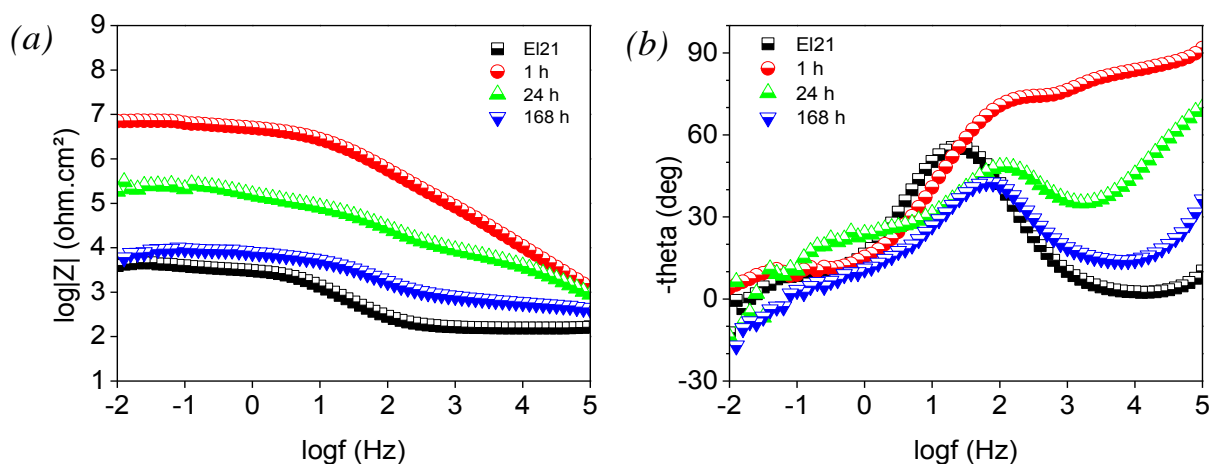 (a)
9
8
7
6
5
4
3
2
1
log|Z| (ohm.cm²)
El21
1 h
24 h
168 h
-2 -1 0 1 2 3 4 5
logf (Hz)
(b)
90
60
30
0
-30
-theta (deg)
El21
1 h
24 h
168 h
-2 -1 0 1 2 3 4 5
logf (Hz)